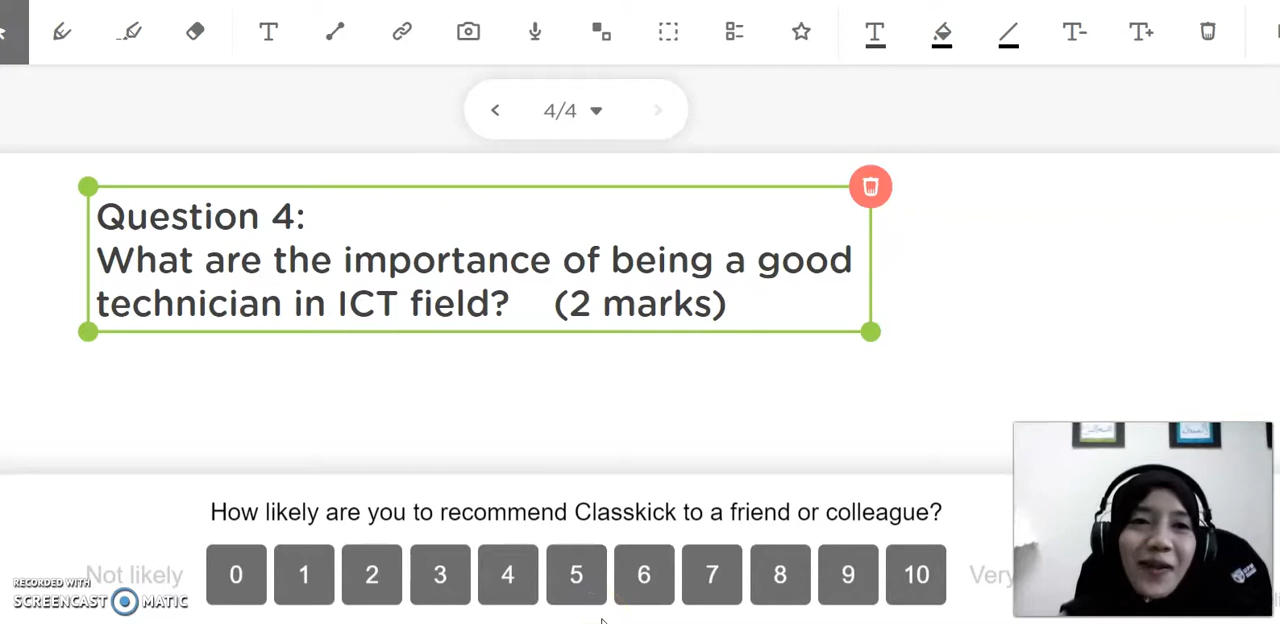 T T T- T+
4/4
Question 4:
What are the importance of being a good
technician in ICT field? (2 marks)
How likely are you to recommend Classkick to a friend or colleague?
Not likely 0 1 2 3 4 5 6 7 8 9 10 Very
RECORDED WITH
SCREENCAST MATIC